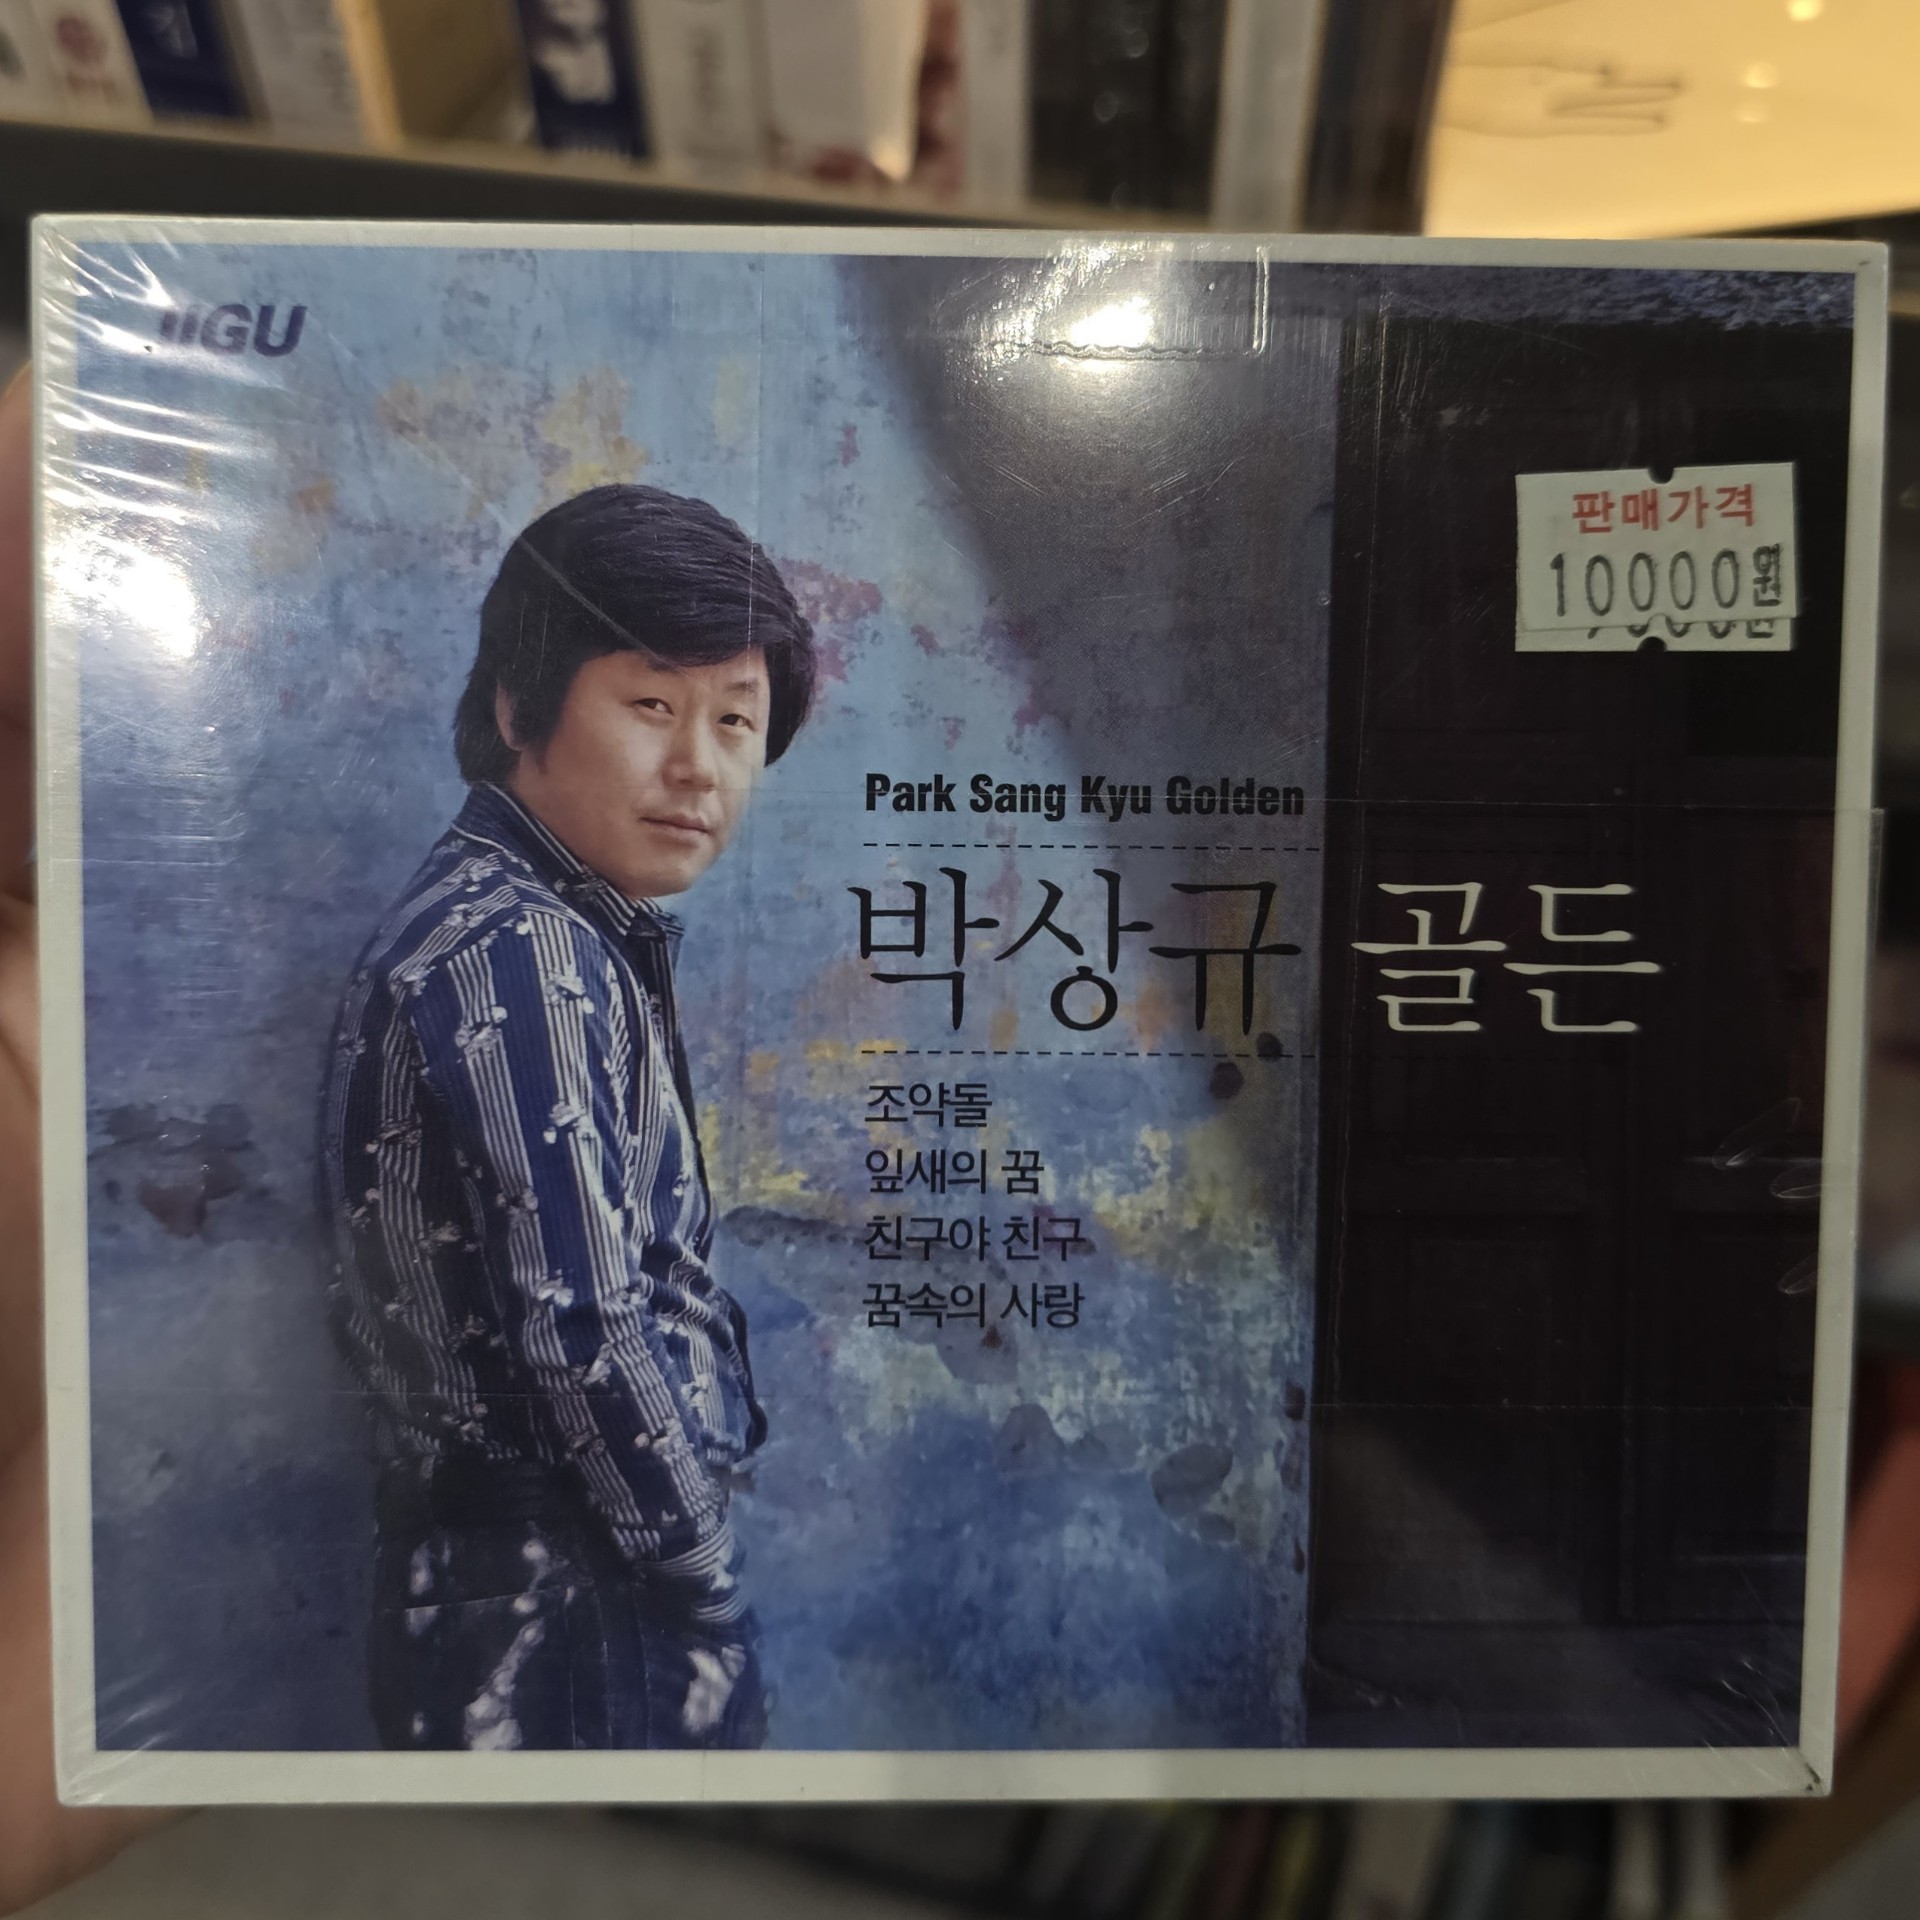 JIGU
판매가격
10000원
Park Sang Kyu Golden
박상규 골든
조약돌
잎새의 꿈
친구야 친구
꿈속의 사랑